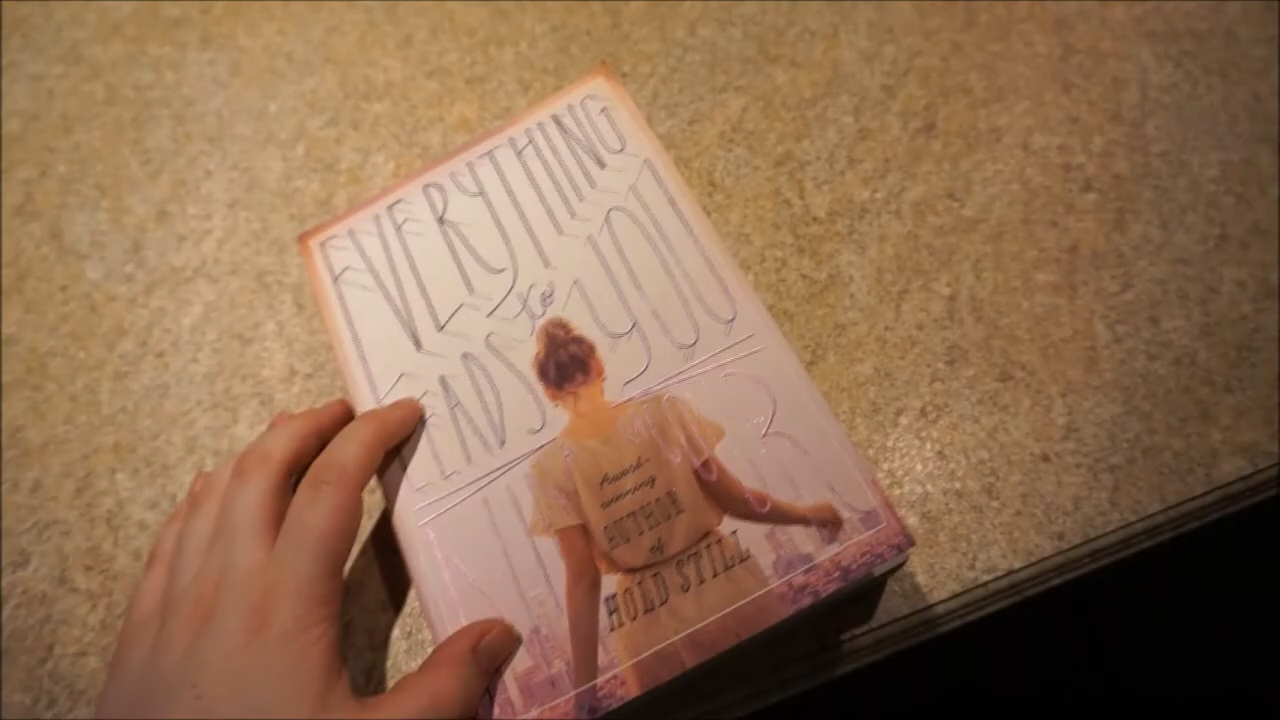 EVERYTHING
LEADS to YOU
Award-
winning
AUTHOR
of
HOLD STILL